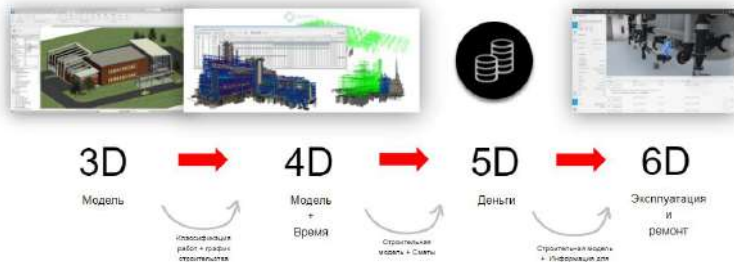 3D
4D
5D
6D
Модель
Модель
+
Время
Деньги
Эксплуатация
и
ремонт
Классификация
работ + график
строительства
Строительная
модель + Сметы
Строительная модель
+ Информация для